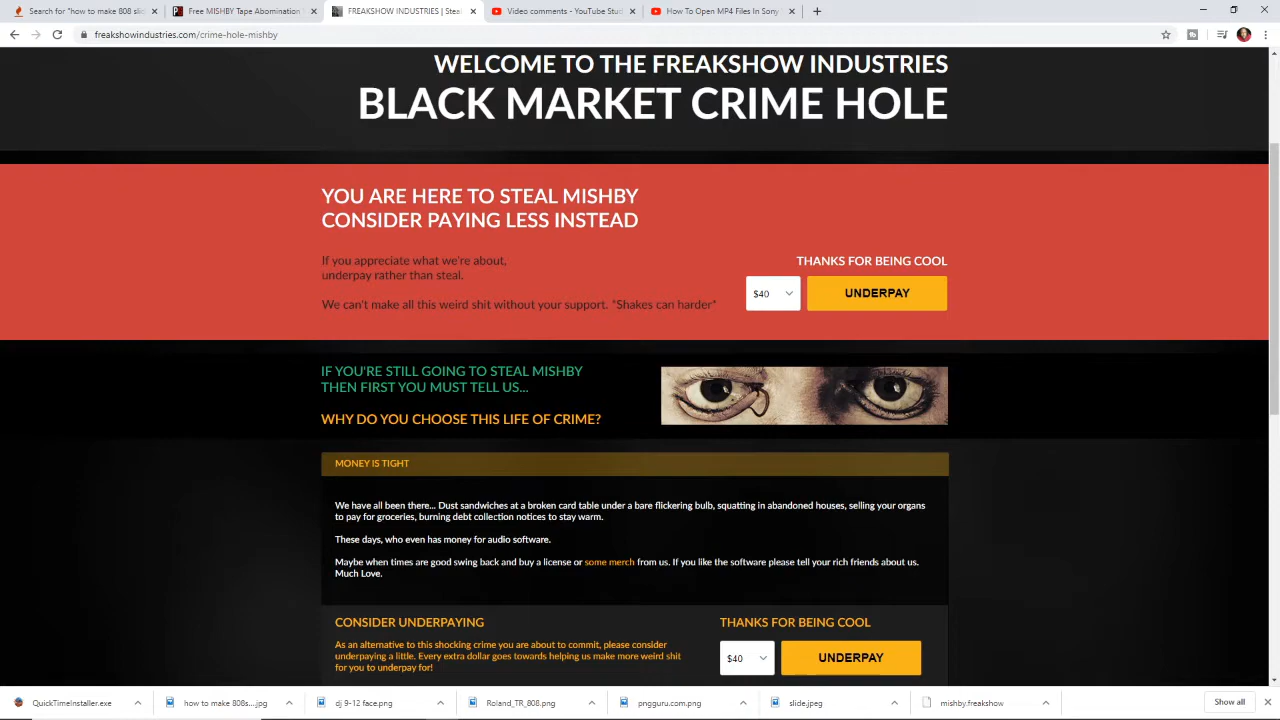 Search for "how to make 808 slid
Free MISHBY Tape Abomination
FREAKSHOW INDUSTRIES | Steal
Video comments - YouTube Stud
How To Open MP4 Files In Sony
freakshowindustries.com/crime-hole-mishby
WELCOME TO THE FREAKSHOW INDUSTRIES
BLACK MARKET CRIME HOLE
YOU ARE HERE TO STEAL MISHBY
CONSIDER PAYING LESS INSTEAD
If you appreciate what we're about,
underpay rather than steal.
THANKS FOR BEING COOL
$40
UNDERPAY
We can't make all this weird shit without your support. *Shakes can harder*
IF YOU'RE STILL GOING TO STEAL MISHBY
THEN FIRST YOU MUST TELL US...
WHY DO YOU CHOOSE THIS LIFE OF CRIME?
MONEY IS TIGHT
We have all been there... Dust sandwiches at a broken card table under a bare flickering bulb, squatting in abandoned houses, selling your organs
to pay for groceries, burning debt collection notices to stay warm.
These days, who even has money for audio software.
Maybe when times are good swing back and buy a license or some merch from us. If you like the software please tell your rich friends about us.
Much Love.
CONSIDER UNDERPAYING
As an alternative to this shocking crime you are about to commit, please consider
underpaying a little. Every extra dollar goes towards helping us make more weird shit
for you to underpay for!
THANKS FOR BEING COOL
$40
UNDERPAY
QuickTimeInstaller.exe
how to make 808s....jpg
dj 9-12 face.png
Roland_TR_808.png
pngguru.com.png
slide.jpeg
mishby.freakshow
Show all